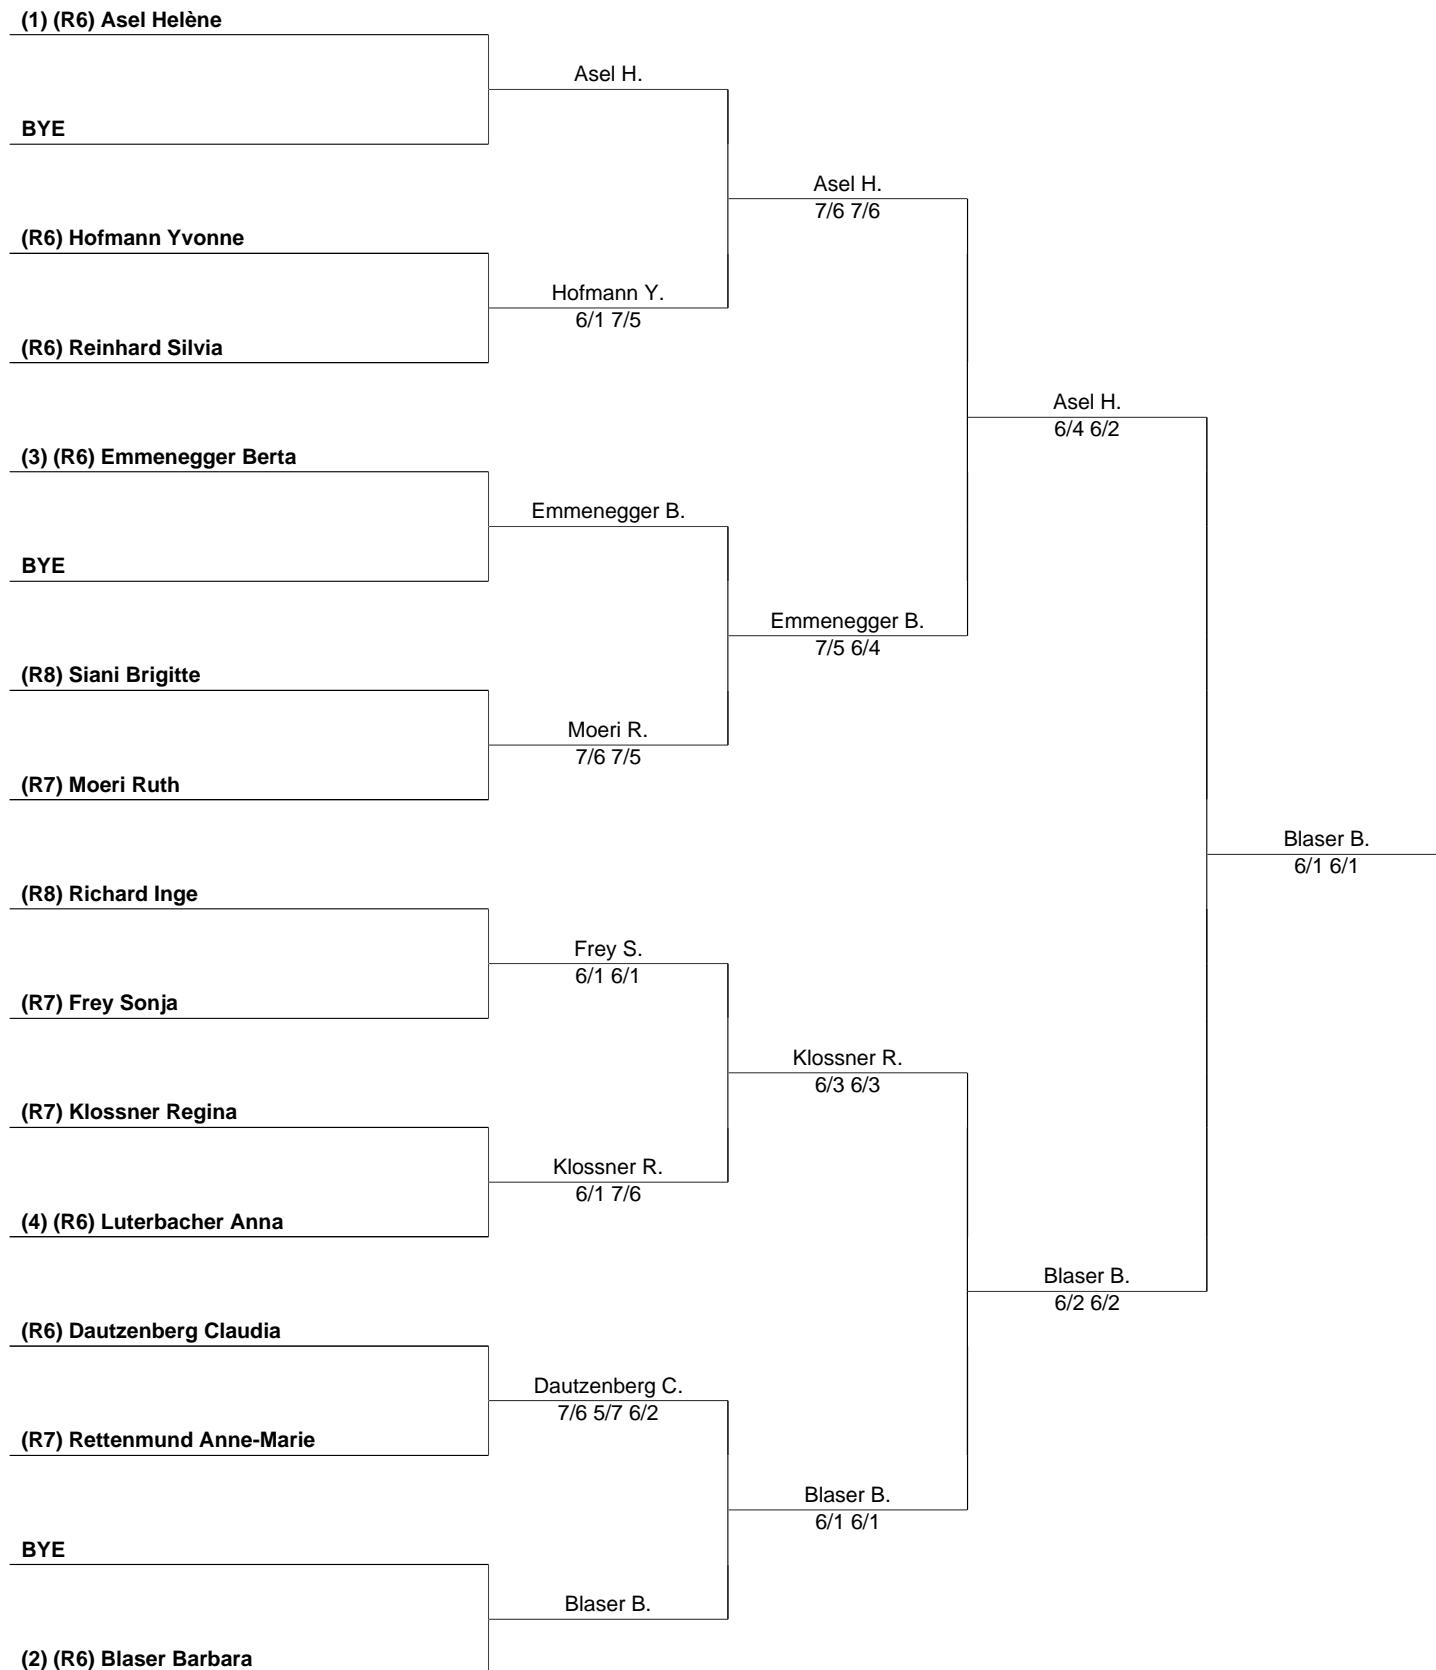 (1) (R6) Asel Helène
Asel H.
BYE
Asel H.
7/6 7/6
(R6) Hofmann Yvonne
Hofmann Y.
6/1 7/5
(R6) Reinhard Silvia
Asel H.
6/4 6/2
(3) (R6) Emmenegger Berta
Emmenegger B.
BYE
Emmenegger B.
7/5 6/4
(R8) Siani Brigitte
Moeri R.
7/6 7/5
(R7) Moeri Ruth
Blaser B.
6/1 6/1
(R8) Richard Inge
Frey S.
6/1 6/1
(R7) Frey Sonja
Klossner R.
6/3 6/3
(R7) Klossner Regina
Klossner R.
6/1 7/6
(4) (R6) Luterbacher Anna
Blaser B.
6/2 6/2
(R6) Dautzenberg Claudia
Dautzenberg C.
7/6 5/7 6/2
(R7) Rettenmund Anne-Marie
Blaser B.
6/1 6/1
BYE
Blaser B.
(2) (R6) Blaser Barbara